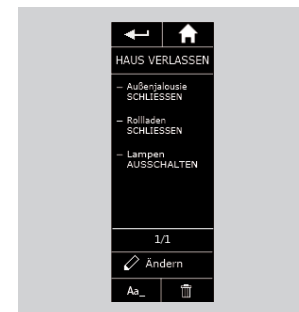 HAUS VERLASSEN
– Außenjalousie
SCHLIESSEN
– Rollladen
SCHLIESSEN
– Lampen
AUSSCHALTEN
1/1
Ändern
Aa_